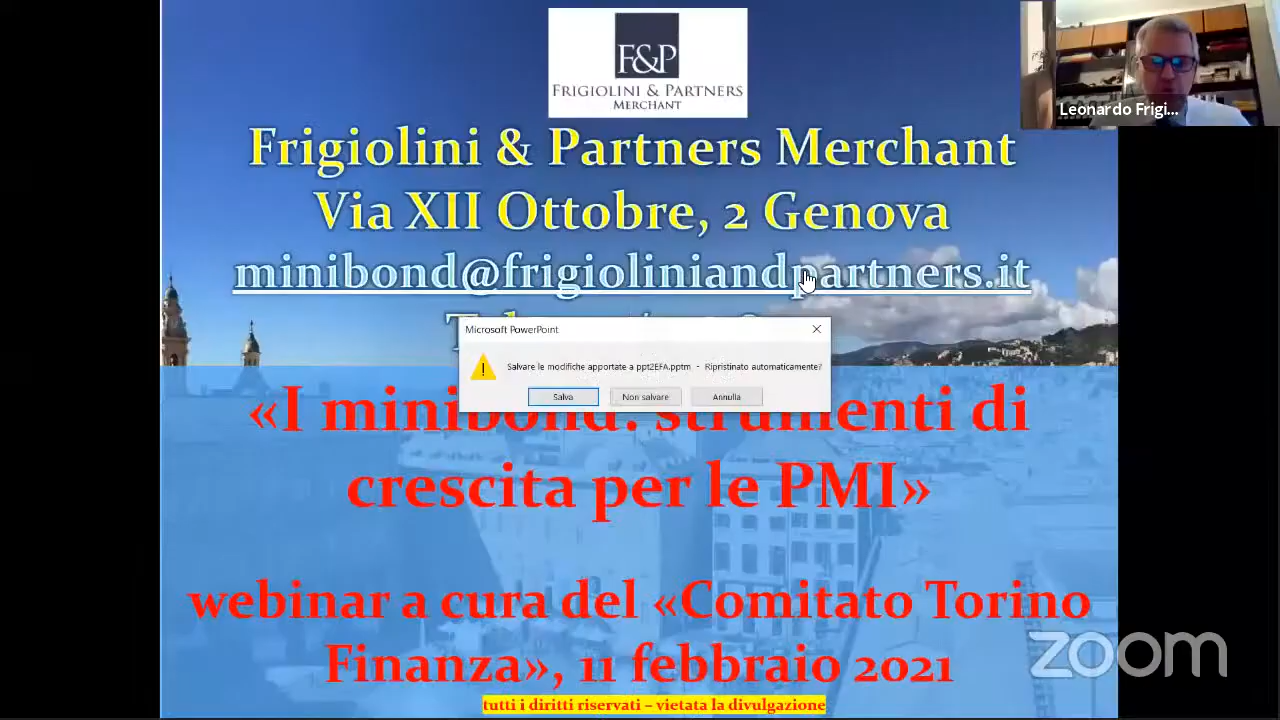 F&P
FRIGIOLINI & PARTNERS
MERCHANT
Leonardo Frigi...
Frigiolini & Partners Merchant
Via XII Ottobre, 2 Genova
minibond@frigioliniandpartners.it
Microsoft PowerPoint
Salvare le modifiche apportate a ppt2EFA.pptm - Ripristinato automaticamente?
Salva
Non salvare
Annulla
«I minibond: strumenti di
crescita per le PMI»
webinar a cura del «Comitato Torino
Finanza», 11 febbraio 2021
zoom
tutti i diritti riservati – vietata la divulgazione